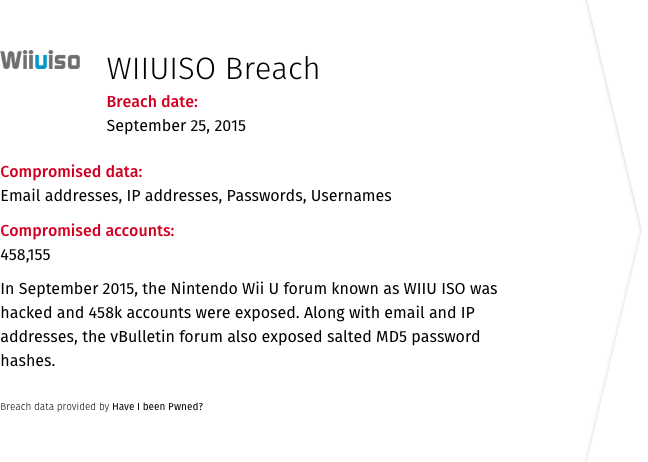 Wiiuiso
WIIUISO Breach
Breach date:
September 25, 2015
Compromised data:
Email addresses, IP addresses, Passwords, Usernames
Compromised accounts:
458,155
In September 2015, the Nintendo Wii U forum known as WIIU ISO was
hacked and 458k accounts were exposed. Along with email and IP
addresses, the vBulletin forum also exposed salted MD5 password
hashes.
Breach data provided by Have I been Pwned?